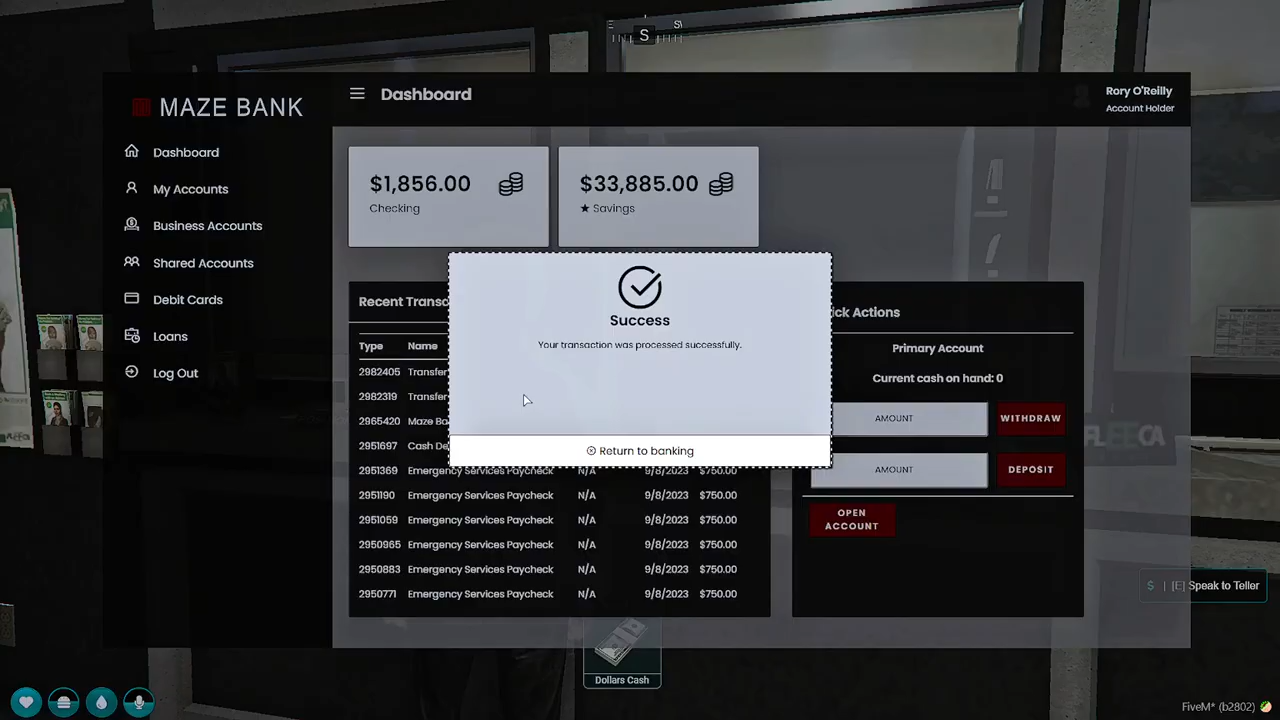 S
MAZE BANK
Dashboard
Rory O'Reilly
Account Holder
Dashboard
My Accounts
Business Accounts
Shared Accounts
Debit Cards
Loans
Log Out
$1,856.00
Checking
$33,885.00
★ Savings
Success
Your transaction was processed successfully.
Return to banking
Recent Transa
Type Name
2982405 Transfer
2982319 Transfer
2965420 Maze Ba
2951697 Cash De
2951369 Emergency Services Paycheck N/A 9/8/2023 $750.00
2951190 Emergency Services Paycheck N/A 9/8/2023 $750.00
2951059 Emergency Services Paycheck N/A 9/8/2023 $750.00
2950965 Emergency Services Paycheck N/A 9/8/2023 $750.00
2950883 Emergency Services Paycheck N/A 9/8/2023 $750.00
2950771 Emergency Services Paycheck N/A 9/8/2023 $750.00
ick Actions
Primary Account
Current cash on hand: 0
AMOUNT WITHDRAW
AMOUNT DEPOSIT
OPEN
ACCOUNT
FLEECA
$ | [E] Speak to Teller
Dollars Cash
FiveM* (b2802)